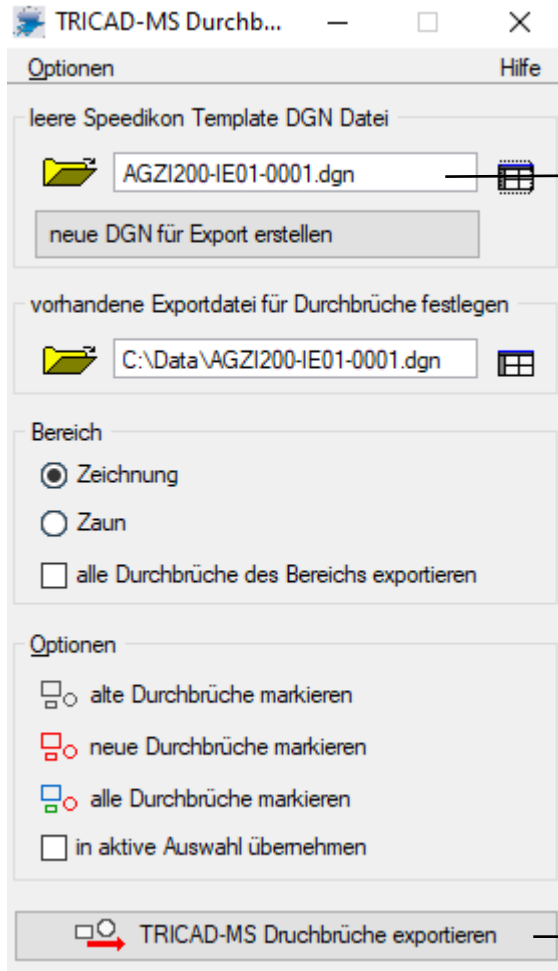 TRICAD-MS Durchb...
Optionen Hilfe
leere Speedikon Template DGN Datei
AGZI200-IE01-0001.dgn
neue DGN für Export erstellen
vorhandene Exportdatei für Durchbrüche festlegen
C:\Data\AGZI200-IE01-0001.dgn
Bereich
Zeichnung
Zaun
alle Durchbrüche des Bereichs exportieren
Optionen
alte Durchbrüche markieren
neue Durchbrüche markieren
alle Durchbrüche markieren
in aktive Auswahl übernehmen
TRICAD-MS Druchbrüche exportieren